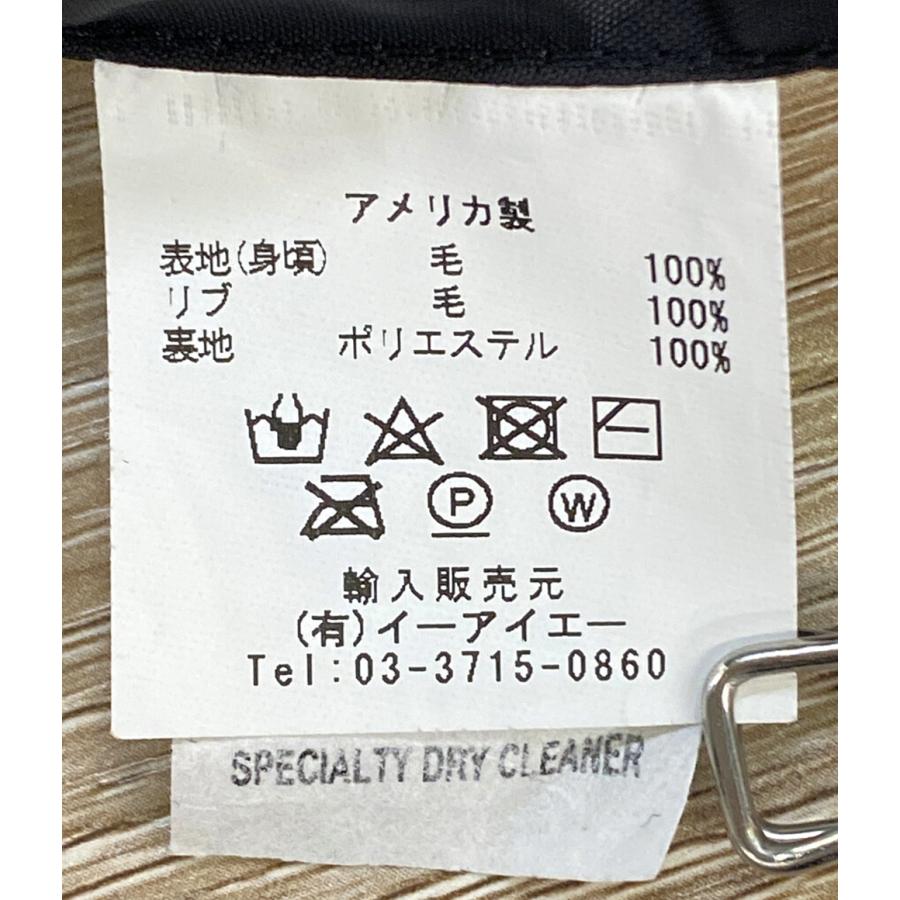 アメリカ製
表地(身頃) 毛 100%
リブ 毛 100%
裏地 ポリエステル 100%
P W
輸入販売元
(有)イーアイエー
Tel:03-3715-0860
SPECIALTY DRY CLEANER